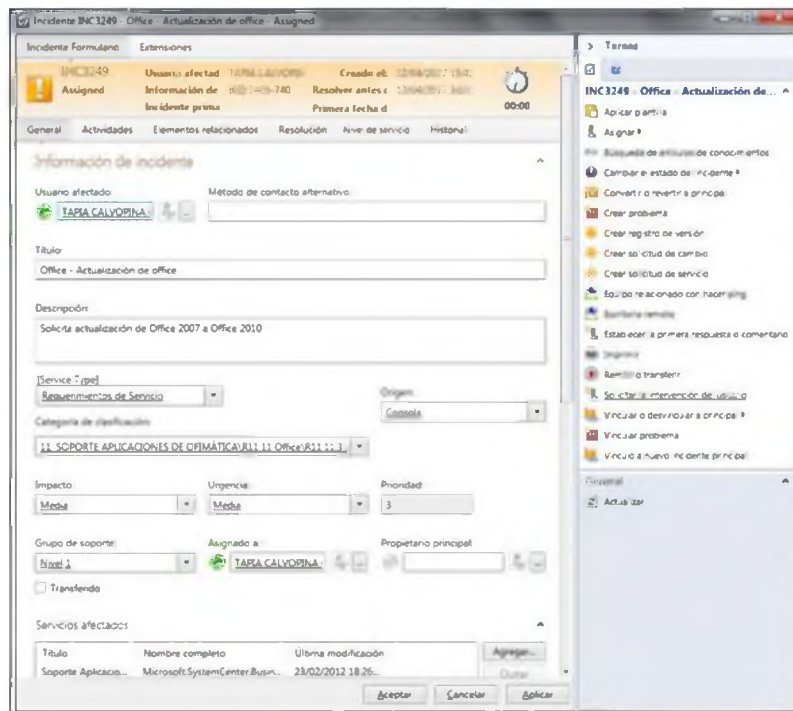 Incidente INC3249 - Office - Actualización de office - Assigned
Incidente Formulario Extensiones
INC3249 Usuario afectad Creado el:
Assigned Información de 740 Resolver antes d 00:00
Incidente prima Primera fecha d
General Actividades Elementos relacionados Resolución Nivel de servicio Historial
Información de incidente
Usuario afectado Método de contacto alternativo:
TAPIA CALVOPIÑA ...
Título:
Office - Actualización de office
Descripción:
Solicita actualización de Office 2007 a Office 2010
[Service Type]
Requerimientos de Servicio
Origen:
Consola
Categoría de clasificación:
11. SOPORTE APLICACIONES DE OFIMÁTICA\R11.11 Office\R11.11.3
Impacto: Urgencia: Prioridad:
Media Media 3
Grupo de soporte: Asignado a: Propietario principal:
Nivel 1 TAPIA CALVOPIÑA ... ...
Transferido
Servicios afectados
Título Nombre completo Última modificación Agregar...
Soporte Aplicacio... Microsoft.SystemCenter.Busin... 23/02/2012 18:26... Quitar
Aceptar Cancelar Aplicar
Tareas
INC3249 - Office - Actualización de...
Aplicar plantilla
Asignar
Búsqueda de artículos de conocimientos
Cambiar el estado del incidente
Convertir o revertir a principal
Crear problema
Crear registro de versión
Crear solicitud de cambio
Crear solicitud de servicio
Equipo relacionado con hacer ping
Escritorio remoto
Establecer la primera respuesta o comentario
Imprimir
Remitir o transferir
Solicitar la intervención de usuario
Vincular o desvincular a principal
Vincular problema
Vínculo a nuevo incidente principal
General
Actualizar